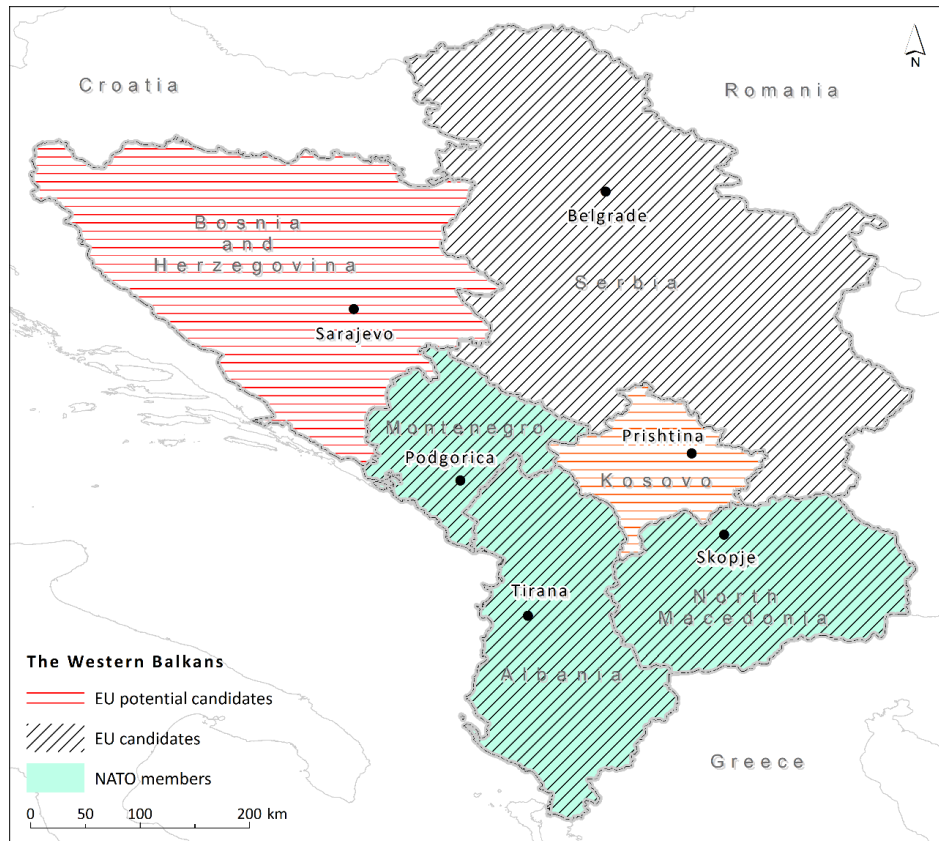 N
Croatia
Romania
Belgrade
Bosnia
and
Herzegovina
Serbia
Sarajevo
Montenegro
Prishtina
Podgorica
Kosovo
Skopje
Tirana
North
Macedonia
Albania
Greece
The Western Balkans
EU potential candidates
EU candidates
NATO members
0 50 100 200 km